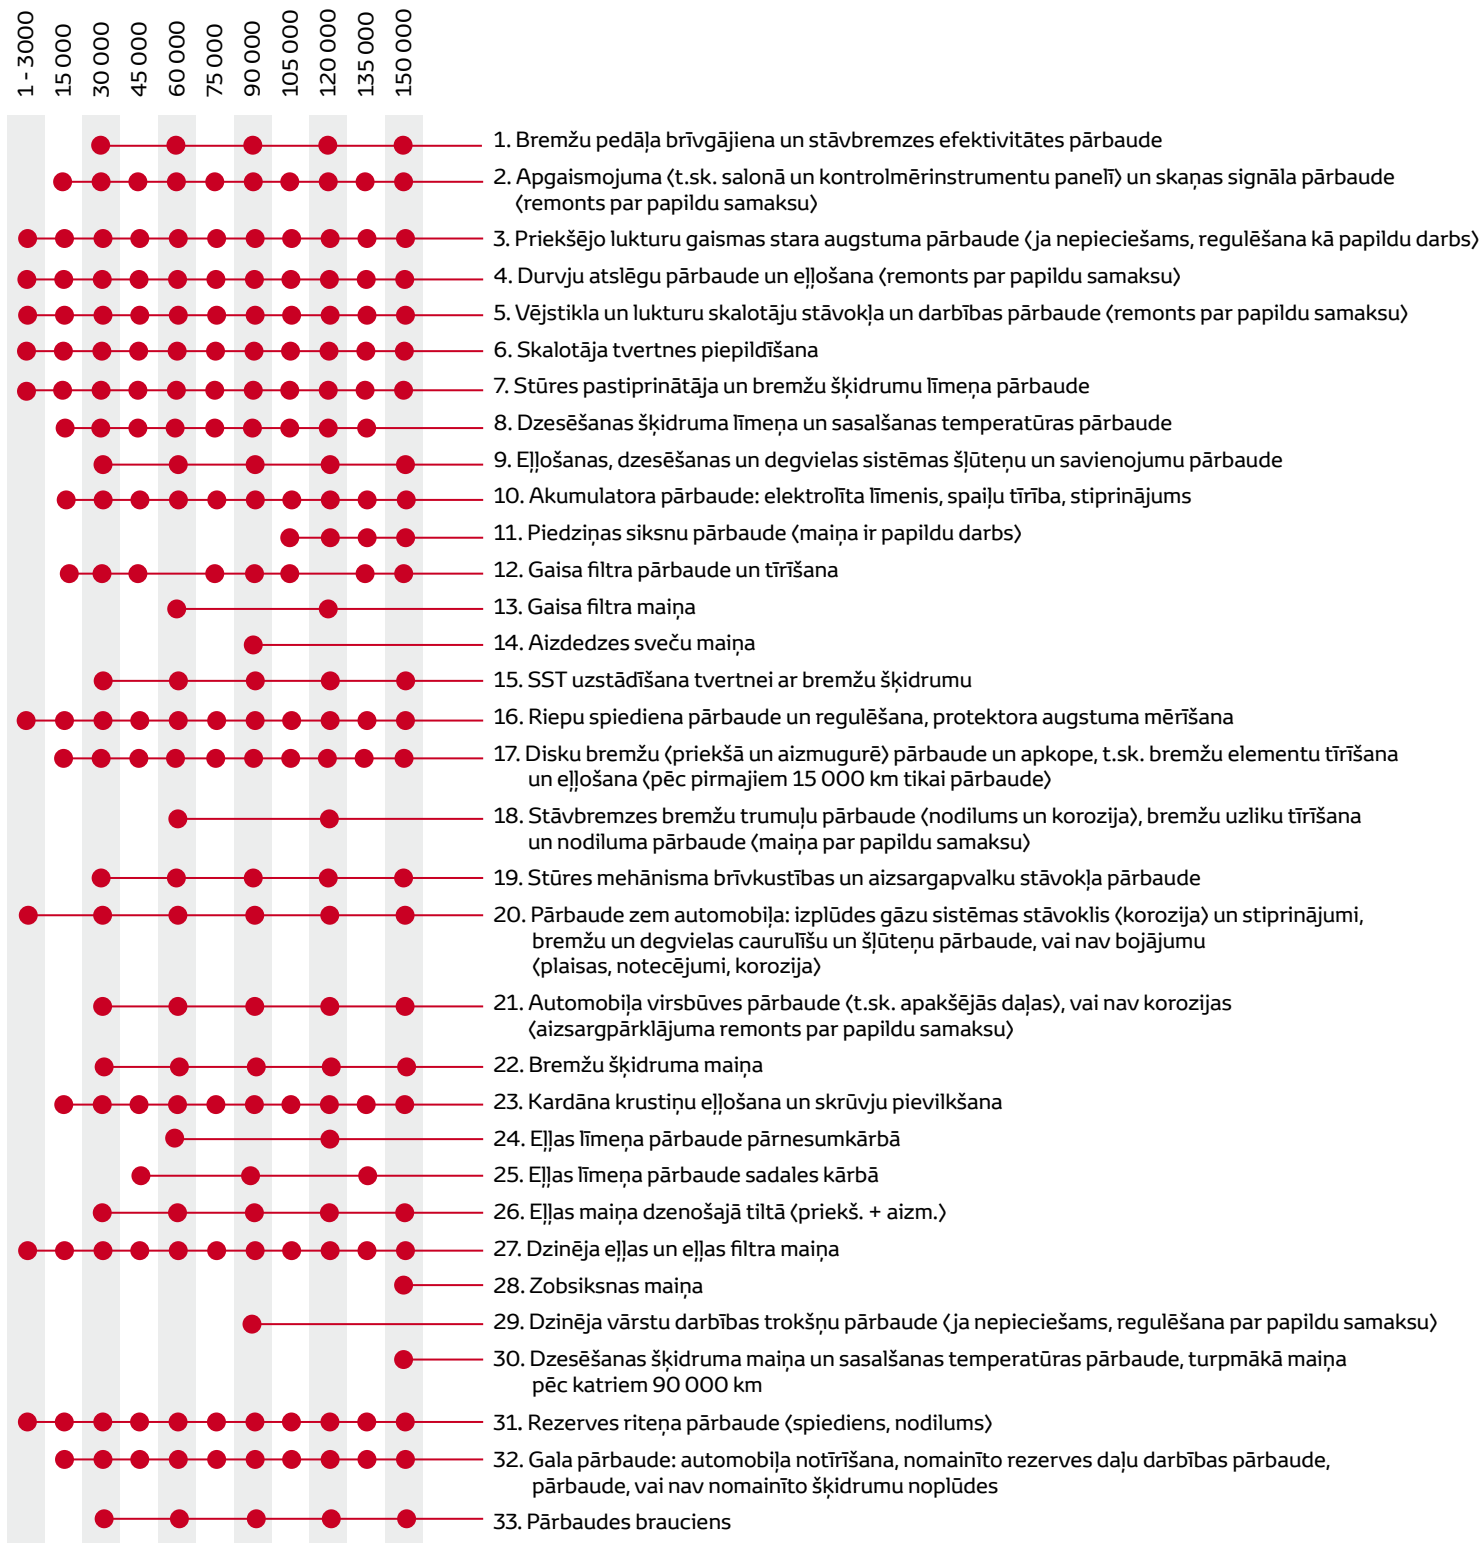 1 - 3000
15 000
30 000
45 000
60 000
75 000
90 000
105 000
120 000
135 000
150 000
1. Bremžu pedāļa brīvgājiena un stāvbremzes efektivitātes pārbaude
2. Apgaismojuma (t.sk. salonā un kontrolmērinstrumentu panelī) un skaņas signāla pārbaude
(remonts par papildu samaksu)
3. Priekšējo lukturu gaismas stara augstuma pārbaude (ja nepieciešams, regulēšana kā papildu darbs)
4. Durvju atslēgu pārbaude un eļļošana (remonts par papildu samaksu)
5. Vējstikla un lukturu skalotāju stāvokļa un darbības pārbaude (remonts par papildu samaksu)
6. Skalotāja tvertnes piepildīšana
7. Stūres pastiprinātāja un bremžu šķidrumu līmeņa pārbaude
8. Dzesēšanas šķidruma līmeņa un sasalšanas temperatūras pārbaude
9. Eļļošanas, dzesēšanas un degvielas sistēmas šļūteņu un savienojumu pārbaude
10. Akumulatora pārbaude: elektrolīta līmenis, spaiļu tīrība, stiprinājums
11. Piedziņas siksnu pārbaude (maiņa ir papildu darbs)
12. Gaisa filtra pārbaude un tīrīšana
13. Gaisa filtra maiņa
14. Aizdedzes sveču maiņa
15. SST uzstādīšana tvertnei ar bremžu šķidrumu
16. Riepu spiediena pārbaude un regulēšana, protektora augstuma mērīšana
17. Disku bremžu (priekšā un aizmugurē) pārbaude un apkope, t.sk. bremžu elementu tīrīšana
un eļļošana (pēc pirmajiem 15 000 km tikai pārbaude)
18. Stāvbremzes bremžu trumuļu pārbaude (nodilums un korozija), bremžu uzliku tīrīšana
un nodiluma pārbaude (maiņa par papildu samaksu)
19. Stūres mehānisma brīvkustības un aizsargapvalku stāvokļa pārbaude
20. Pārbaude zem automobiļa: izplūdes gāzu sistēmas stāvoklis (korozija) un stiprinājumi,
bremžu un degvielas caurulīšu un šļūteņu pārbaude, vai nav bojājumu
(plaisas, notecējumi, korozija)
21. Automobiļa virsbūves pārbaude (t.sk. apakšējās daļas), vai nav korozijas
(aizsargpārklājuma remonts par papildu samaksu)
22. Bremžu šķidruma maiņa
23. Kardāna krustiņu eļļošana un skrūvju pievilkšana
24. Eļļas līmeņa pārbaude pārnesumkārbā
25. Eļļas līmeņa pārbaude sadales kārbā
26. Eļļas maiņa dzenošajā tiltā (priekš. + aizm.)
27. Dzinēja eļļas un eļļas filtra maiņa
28. Zobsiksnas maiņa
29. Dzinēja vārstu darbības trokšņu pārbaude (ja nepieciešams, regulēšana par papildu samaksu)
30. Dzesēšanas šķidruma maiņa un sasalšanas temperatūras pārbaude, turpmākā maiņa
pēc katriem 90 000 km
31. Rezerves riteņa pārbaude (spiediens, nodilums)
32. Gala pārbaude: automobiļa notīrīšana, nomainīto rezerves daļu darbības pārbaude,
pārbaude, vai nav nomainīto šķidrumu noplūdes
33. Pārbaudes brauciens